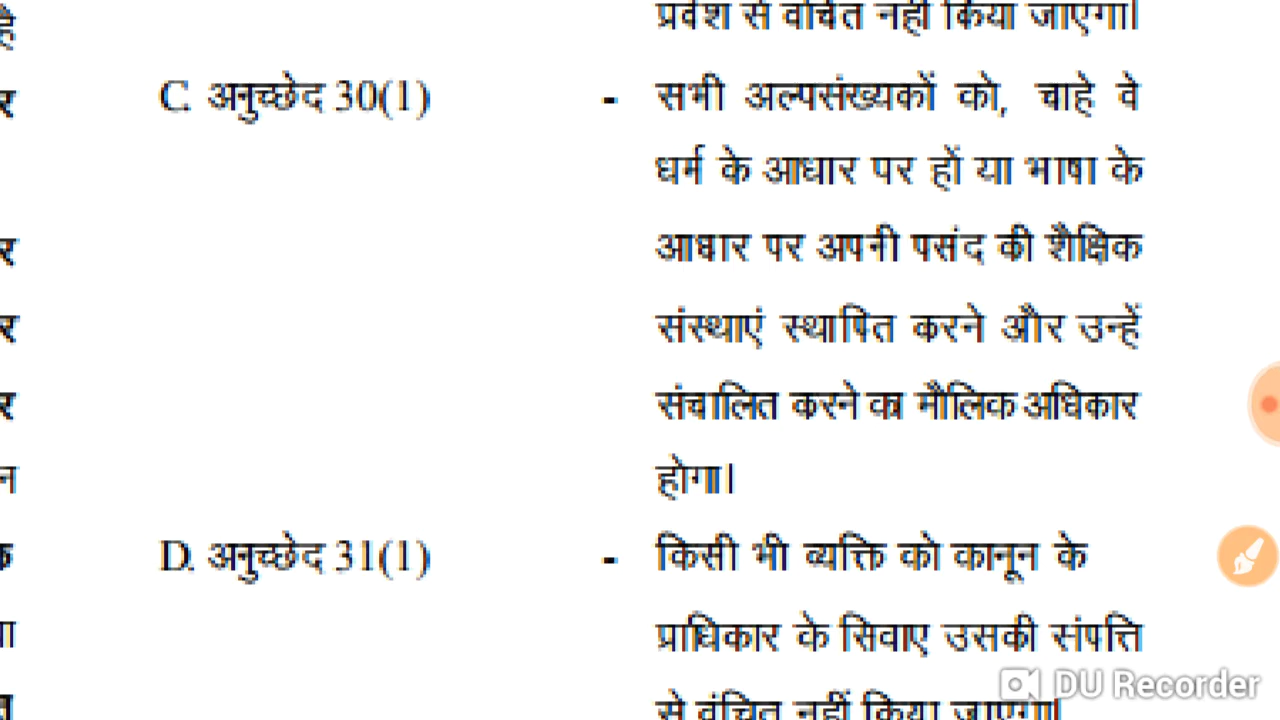 प्रवेश से वंचित नहीं किया जाएगा।
C. अनुच्छेद 30(1) - सभी अल्पसंख्यकों को, चाहे वे
धर्म के आधार पर हों या भाषा के
आधार पर अपनी पसंद की शैक्षिक
संस्थाएं स्थापित करने और उन्हें
संचालित करने का मौलिक अधिकार
होगा।
D. अनुच्छेद 31(1) - किसी भी व्यक्ति को कानून के
प्राधिकार के सिवाए उसकी संपत्ति
से वंचित नहीं किया जाएगा।
DU Recorder